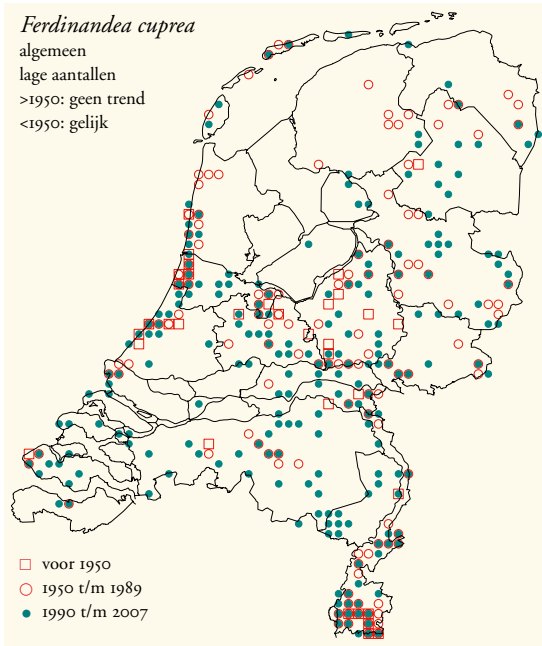 Ferdinandea cuprea
algemeen
lage aantallen
>1950: geen trend
<1950: gelijk
voor 1950
1950 t/m 1989
1990 t/m 2007